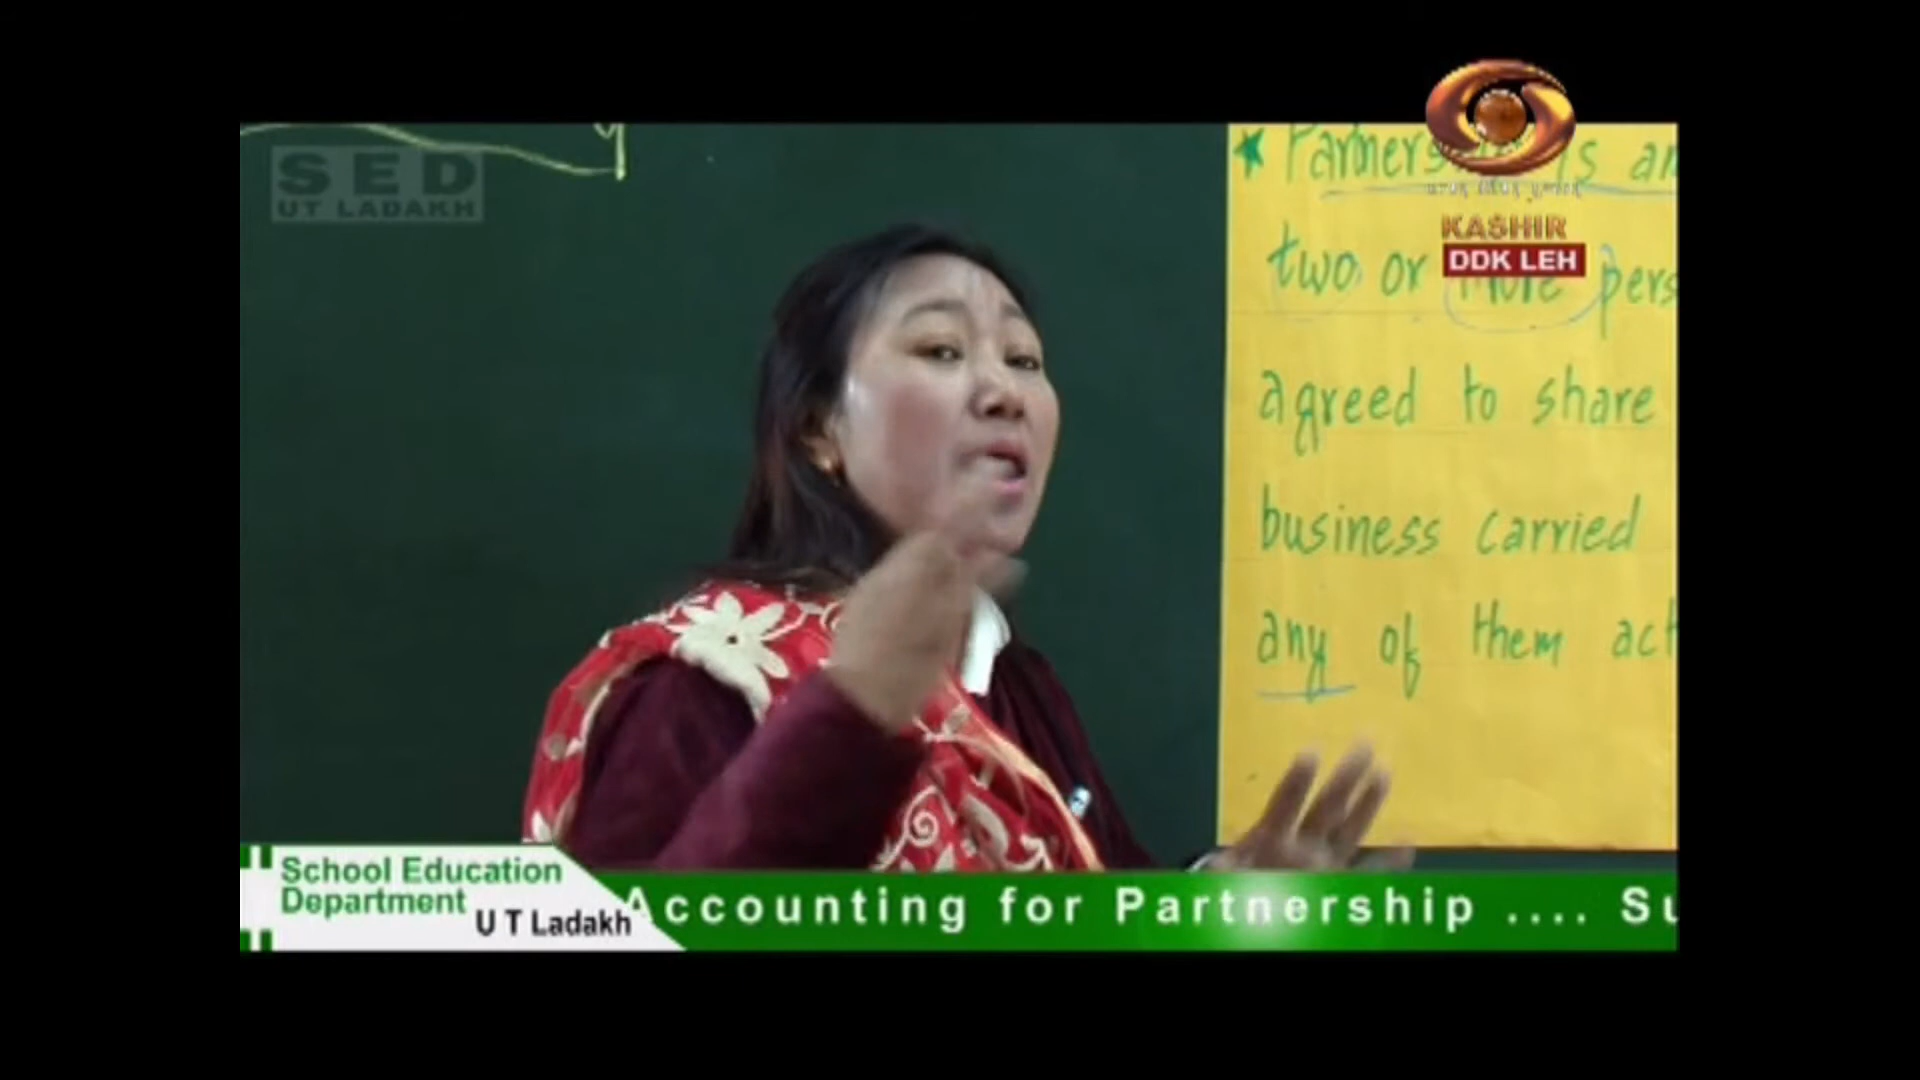 SED
UT LADAKH
KASHIR
DDK LEH
two or more pers
agreed to share
business carried
any of them act
School Education
Department
U T Ladakh
Accounting for Partnership .... Su